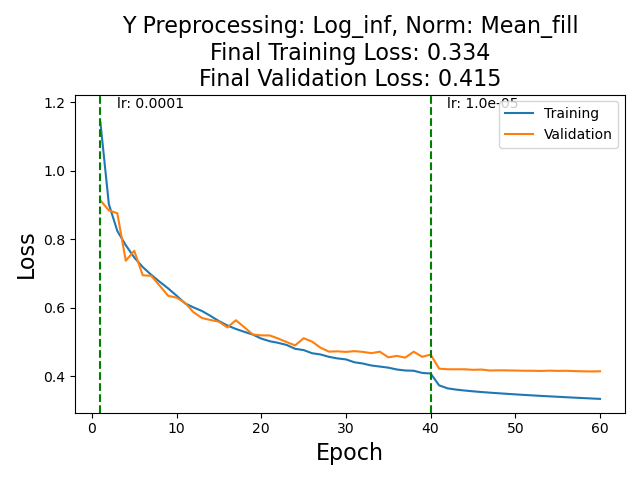 Y Preprocessing: Log_inf, Norm: Mean_fill
Final Training Loss: 0.334
Final Validation Loss: 0.415
1.2
1.0
0.8
0.6
0.4
Loss
lr: 0.0001
lr: 1.0e-05
Training
Validation
0
10
20
30
40
50
60
Epoch